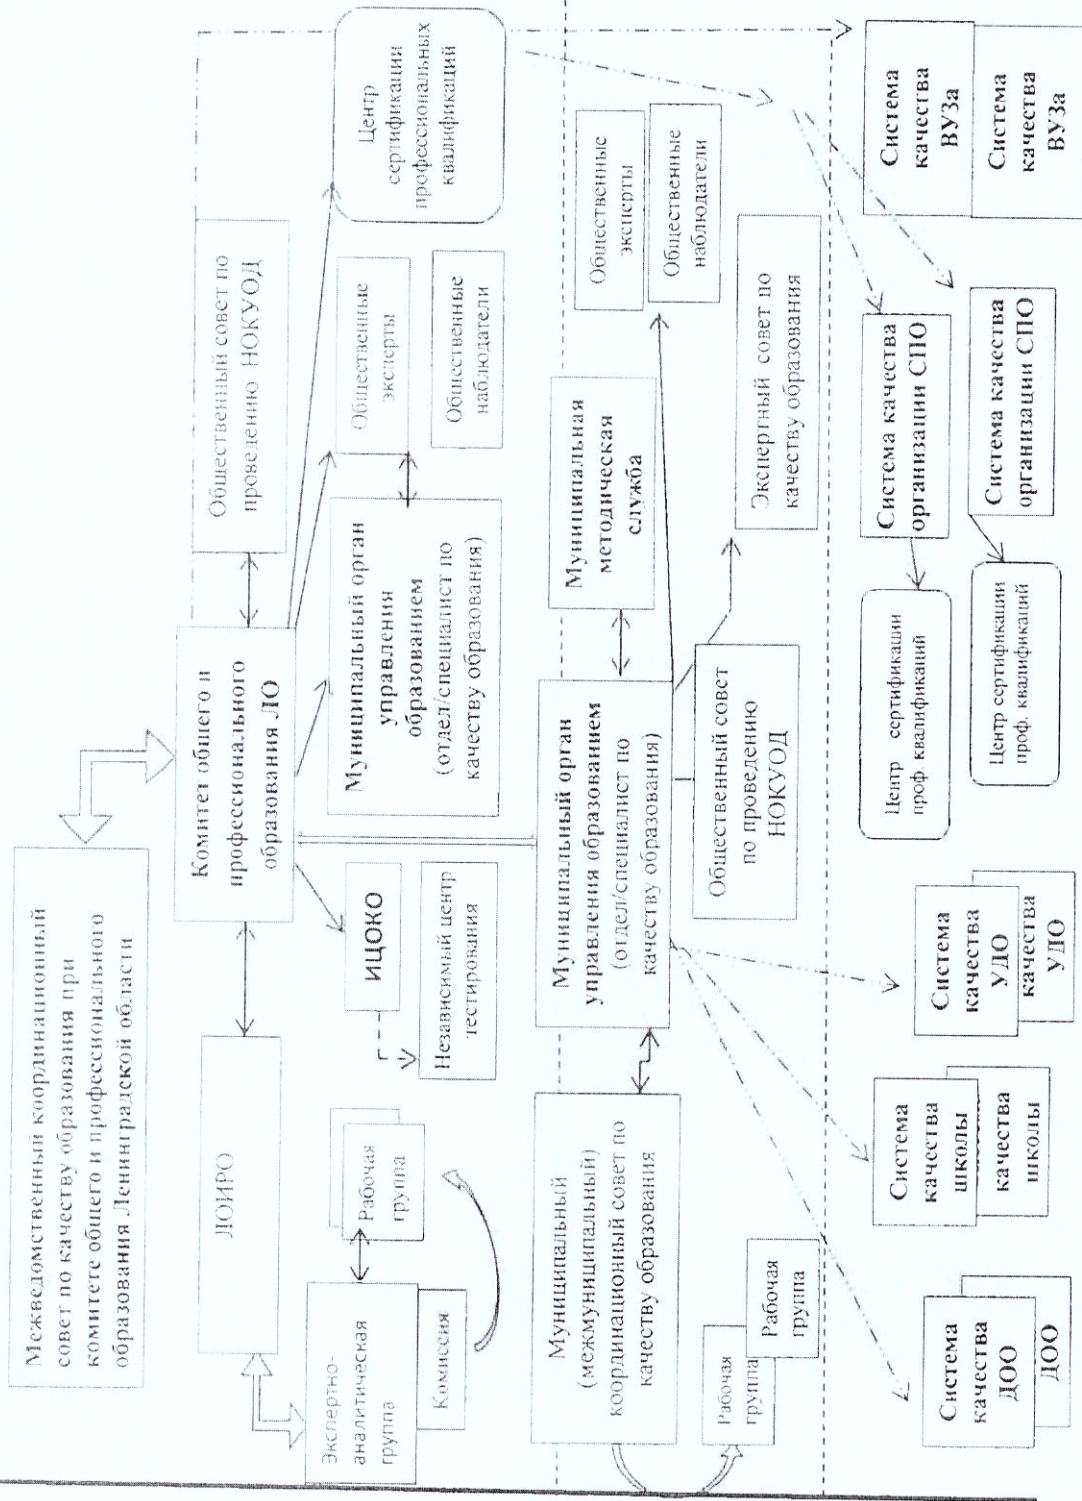 Межведомственный координационный
совет по качеству образования при
комитете общего и профессионального
образования Ленинградской области
Комитет общего и
профессионального
образования ЛО
ЛОИРО
Общественный совет по
проведению НОКУОД
Центр
сертификации
профессиональных
квалификаций
Экспертно-
аналитическая
группа
Комиссия
Рабочая
группа
ИЦОКО
Независимый центр
тестирования
Муниципальный орган
управления
образованием
(отдел/специалист по
качеству образования)
Общественные
эксперты
Общественные
наблюдатели
Муниципальный
(межмуниципальный)
координационный совет по
качеству образования
Рабочая
группа
Рабочая
группа
Муниципальный орган
управления образованием
(отдел/специалист по
качеству образования)
Муниципальная
методическая
служба
Общественные
эксперты
Общественные
наблюдатели
Общественный совет
по проведению
НОКУОД
Экспертный совет по
качеству образования
Система
качества
ДОО
ДОО
Система
качества
школы
качества
школы
Система
качества
УДО
качества
УДО
Центр сертификации
проф. квалификаций
Центр сертификации
проф. квалификаций
Система качества
организации СПО
Система качества
организации СПО
Система
качества
ВУЗа
Система
качества
ВУЗа